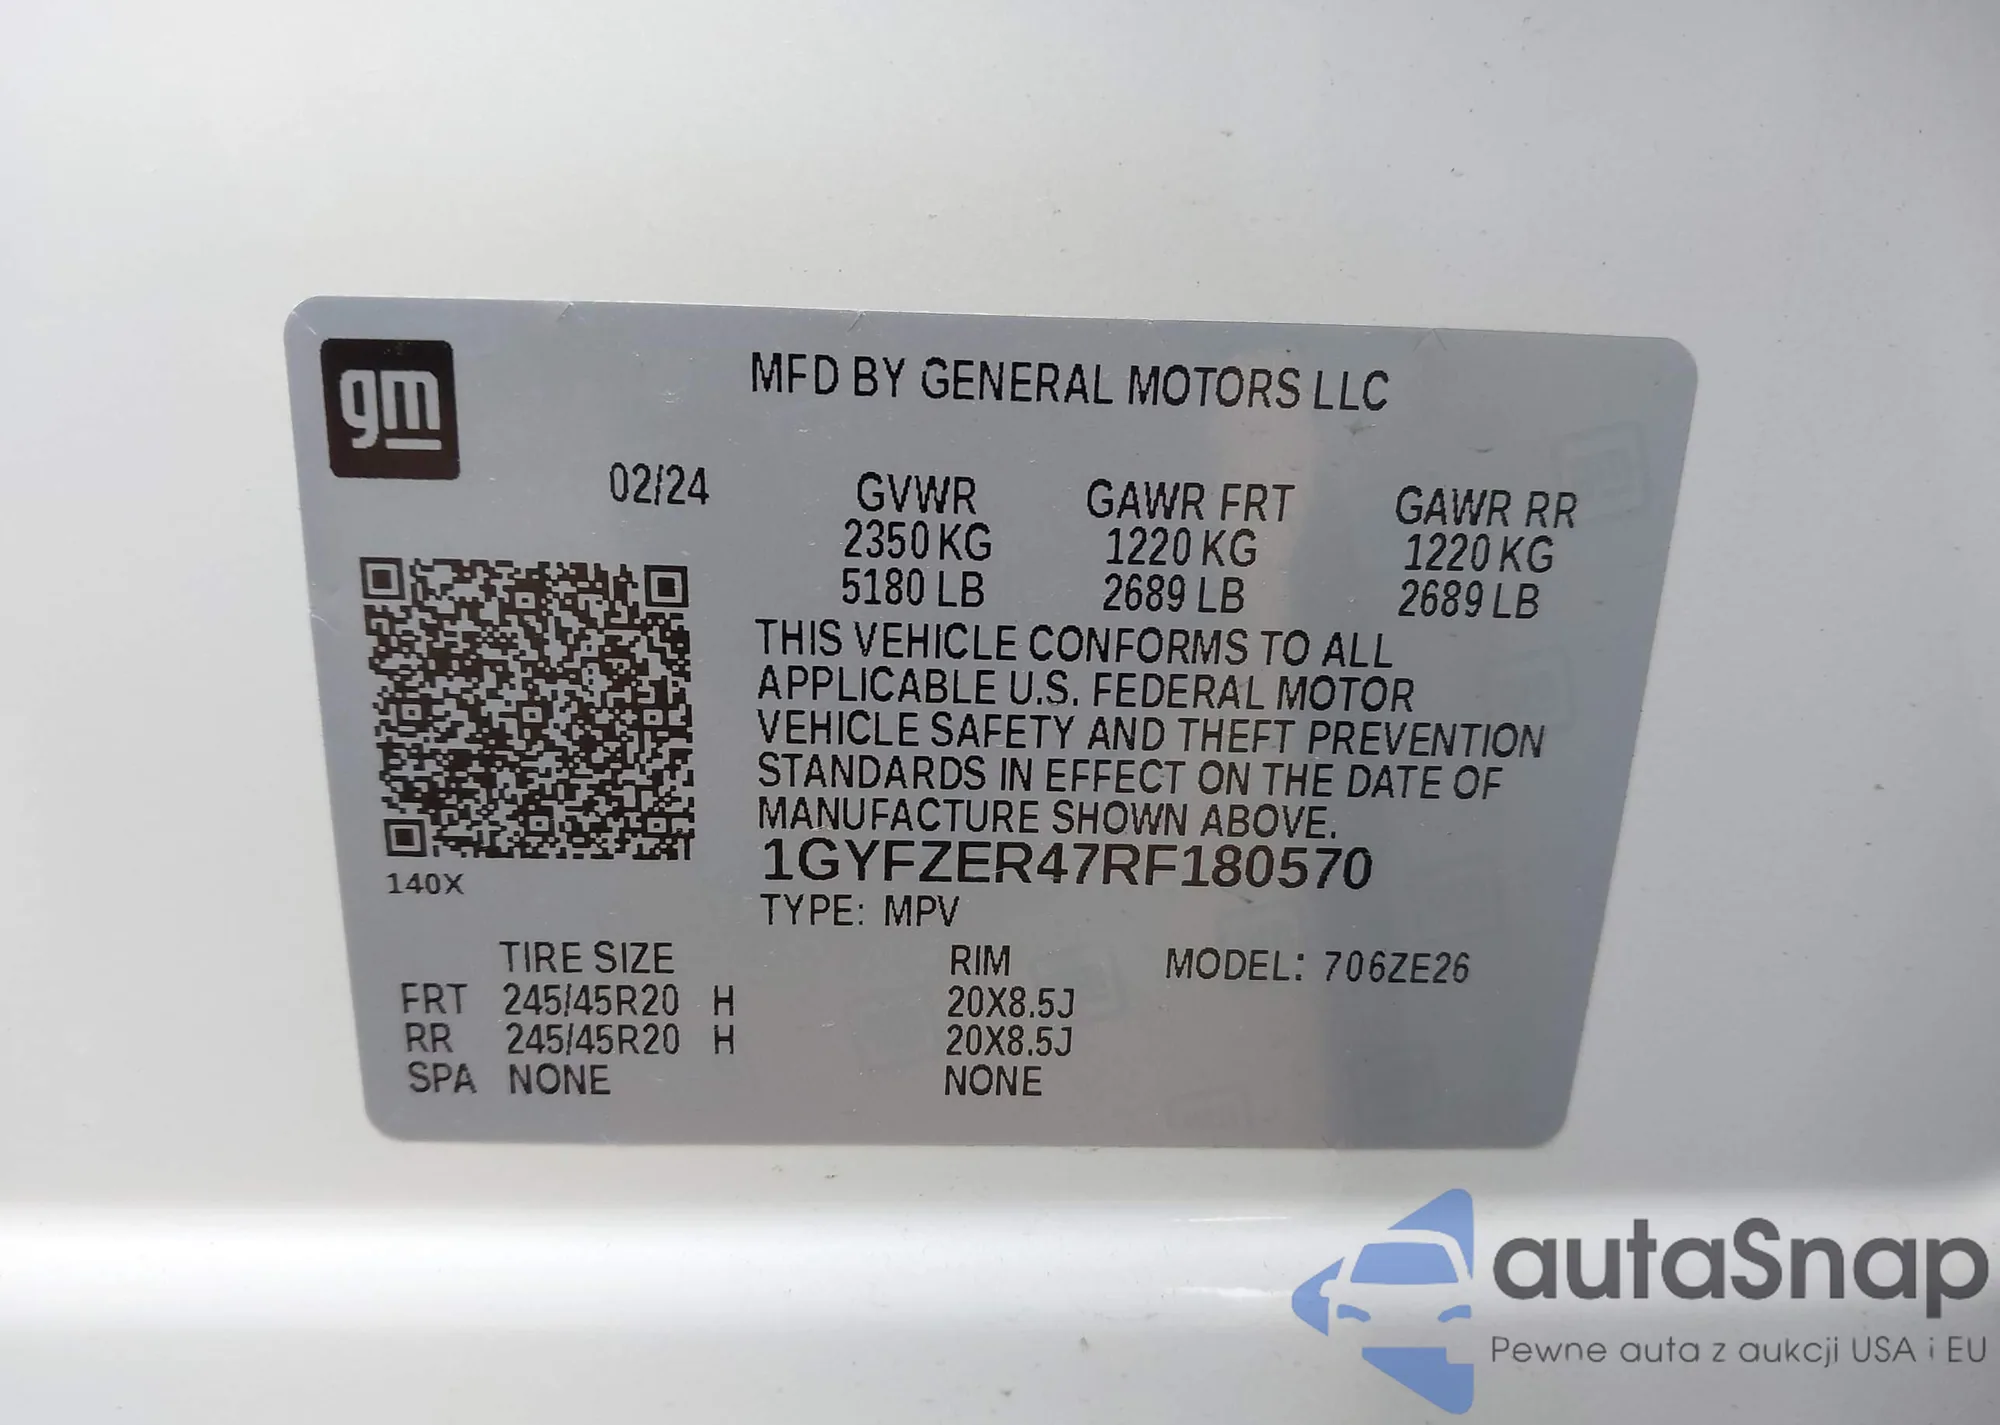 gm
MFD BY GENERAL MOTORS LLC
02/24 GVWR GAWR FRT GAWR RR
2350 KG 1220 KG 1220 KG
5180 LB 2689 LB 2689 LB
THIS VEHICLE CONFORMS TO ALL
APPLICABLE U.S. FEDERAL MOTOR
VEHICLE SAFETY AND THEFT PREVENTION
STANDARDS IN EFFECT ON THE DATE OF
MANUFACTURE SHOWN ABOVE.
1GYFZER47RF180570
140X
TYPE: MPV
TIRE SIZE RIM MODEL: 706ZE26
FRT 245/45R20 H 20X8.5J
RR 245/45R20 H 20X8.5J
SPA NONE NONE
autaSnap
Pewne auta z aukcji USA i EU